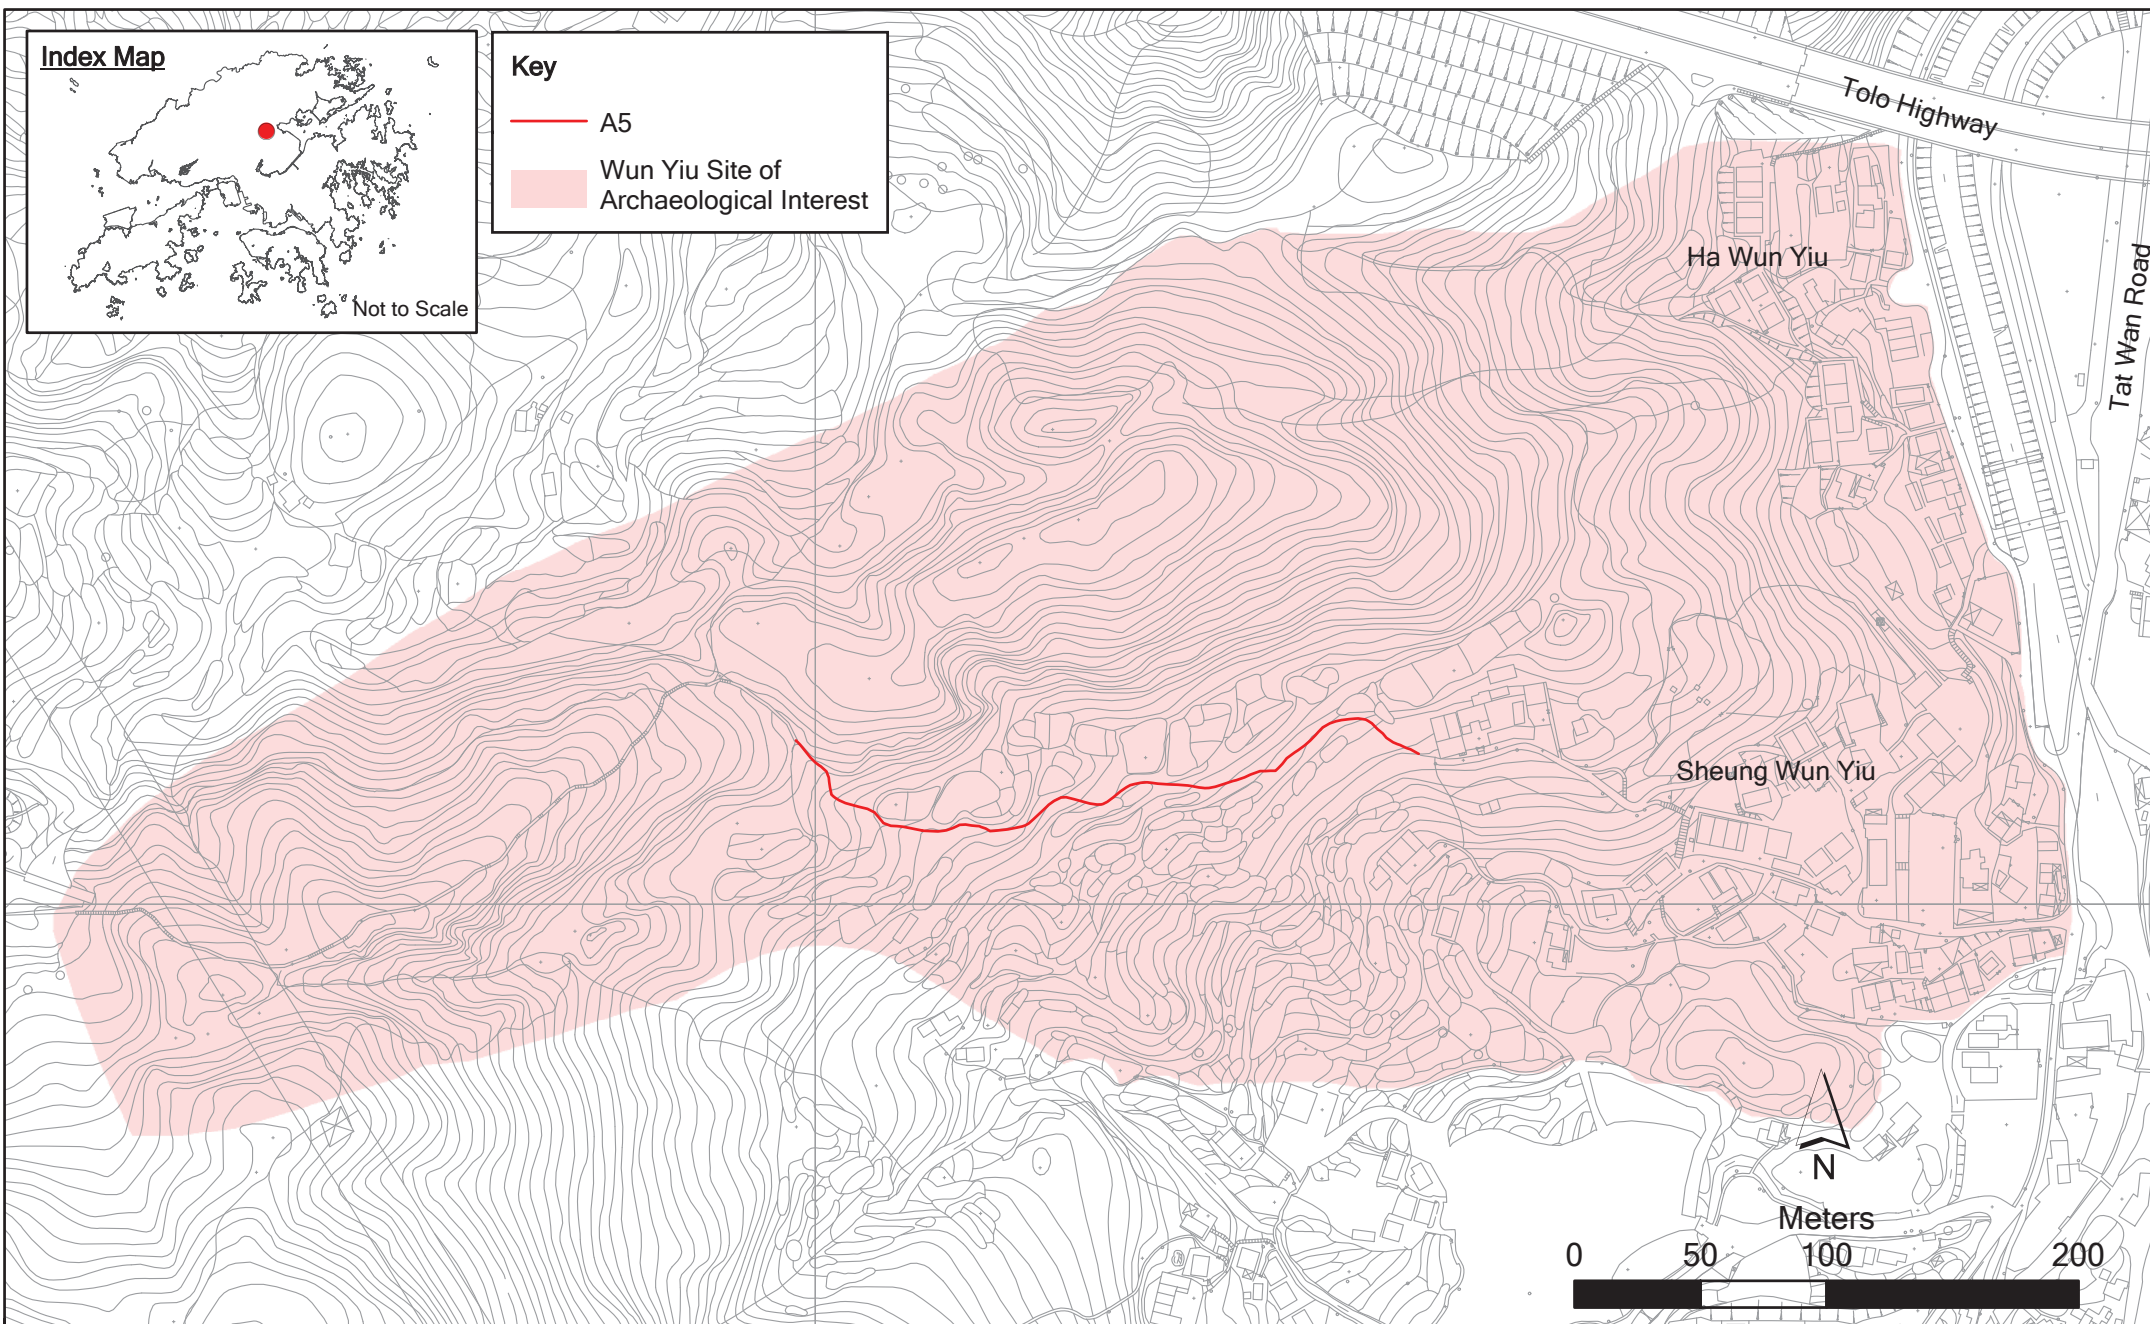 Index Map
Not to Scale
Key
A5
Wun Yiu Site of
Archaeological Interest
Tolo Highway
Tat Wan Road
Ha Wun Yiu
Sheung Wun Yiu
N
Meters
0 50 100 200